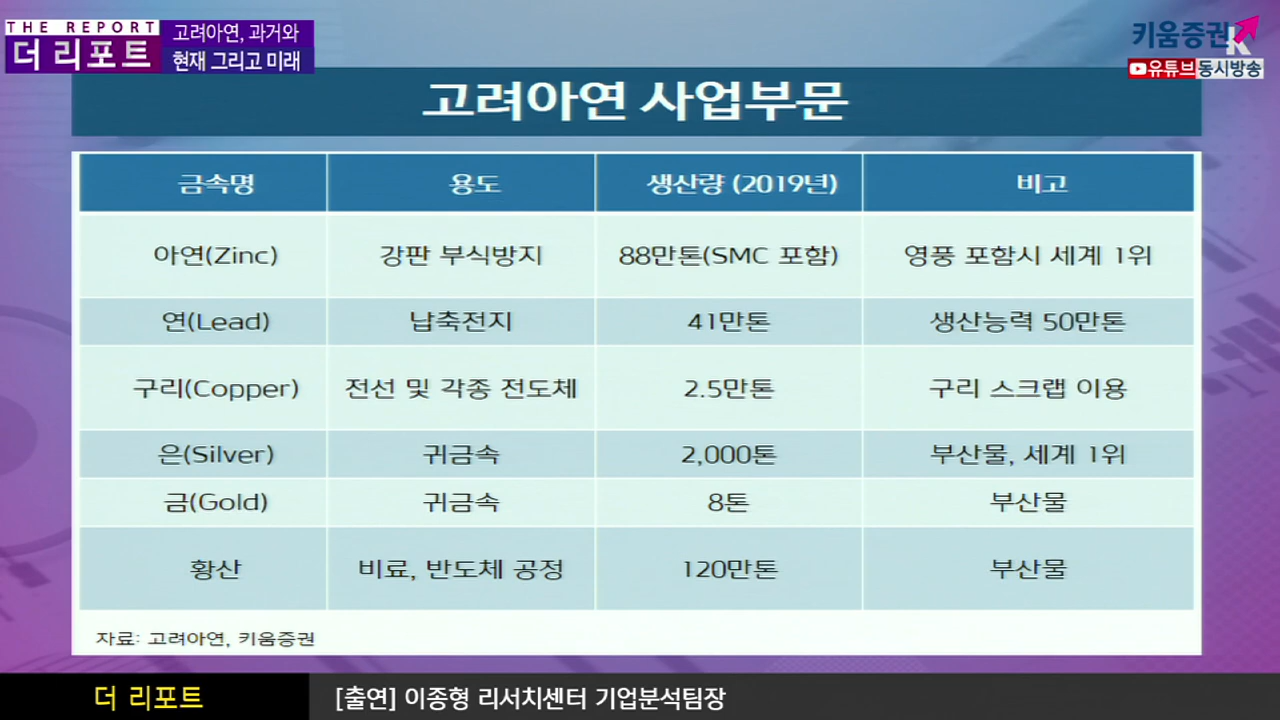 THE REPORT
더 리포트
고려아연, 과거와
현재 그리고 미래
키움증권
유튜브동시방송
고려아연 사업부문
금속명 용도 생산량 (2019년) 비고
아연(Zinc) 강판 부식방지 88만톤(SMC 포함) 영풍 포함시 세계 1위
연(Lead) 납축전지 41만톤 생산능력 50만톤
구리(Copper) 전선 및 각종 전도체 2.5만톤 구리 스크랩 이용
은(Silver) 귀금속 2,000톤 부산물, 세계 1위
금(Gold) 귀금속 8톤 부산물
황산 비료, 반도체 공정 120만톤 부산물
자료: 고려아연, 키움증권
더 리포트
[출연] 이종형 리서치센터 기업분석팀장